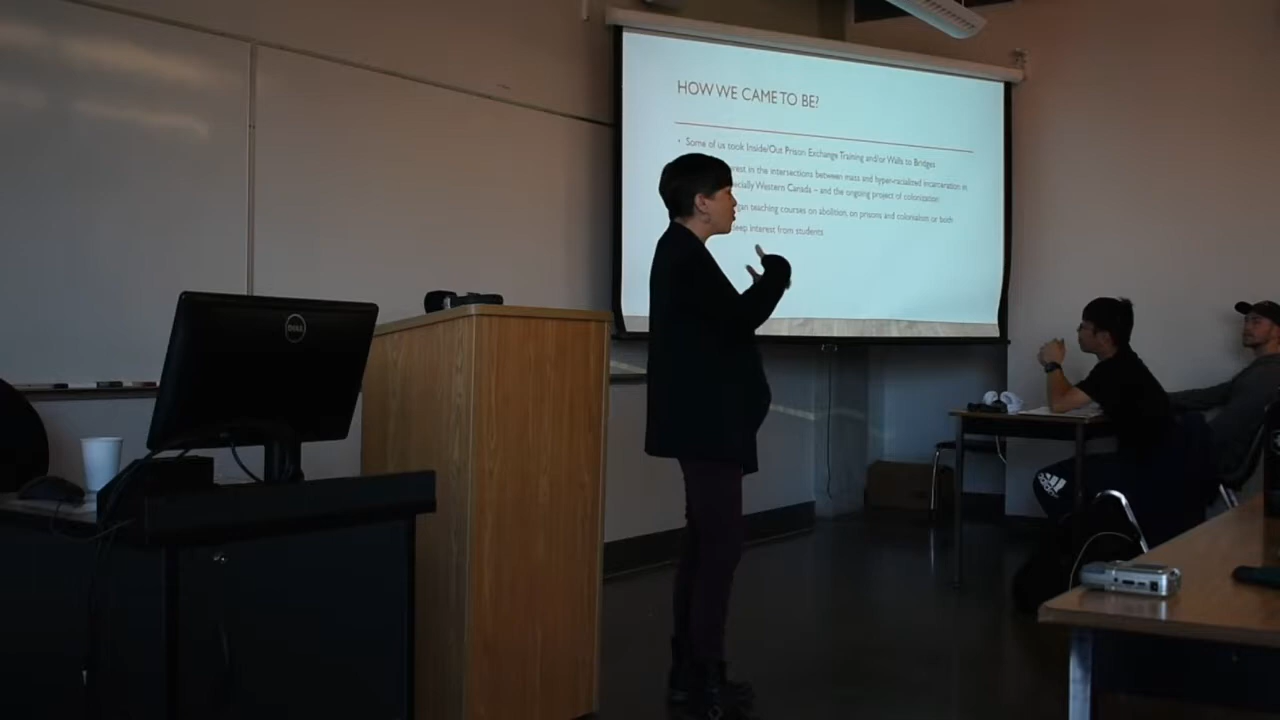 HOW WE CAME TO BE?
• Some of us took Inside/Out Prison Exchange Training and/or Walls to Bridges
in the intersections between mass and hyper-racialized incarceration in
Western Canada – and the ongoing project of colonization
teaching courses on abolition, on prisons and colonialism or both
deep interest from students
DELL
adidas